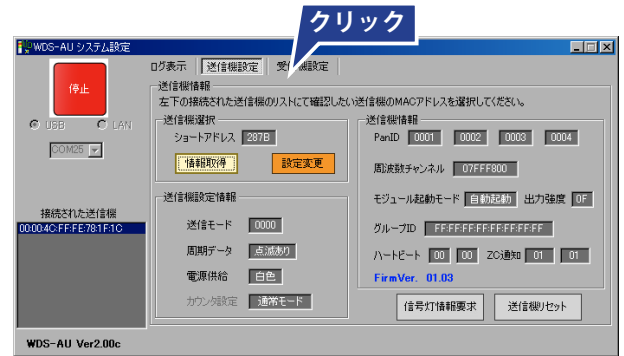 クリック
WDS-AU システム設定
ログ表示 送信機設定 受信機設定
停止
USB LAN
COM25
接続された送信機
00:00:4C:FF:FE:78:1F:1C
送信機情報
左下の接続された送信機のリストにて確認したい送信機のMACアドレスを選択してください。
送信機選択
ショートアドレス 287B
情報取得 設定変更
送信機設定情報
送信モード 0000
周期データ 点滅あり
電源供給 白色
カウンタ設定 通常モード
送信機情報
PanID 0001 0002 0003 0004
周波数チャンネル 07FFF800
モジュール起動モード 自動起動 出力強度 0F
グループID FF:FF:FF:FF:FF:FF:FF:FF
ハートビート 00 00 ZC通知 01 01
FirmVer. 01.03
信号灯情報要求 送信機リセット
WDS-AU Ver2.00c